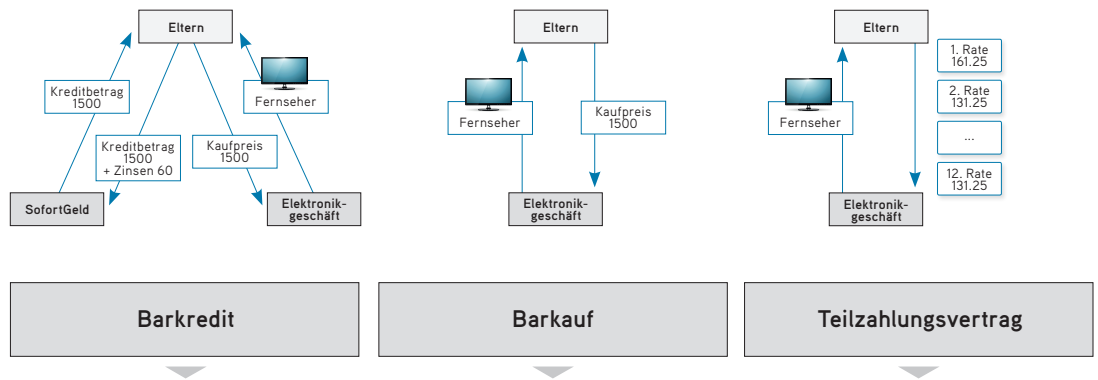 Eltern
Kreditbetrag
1500
Fernseher
Kreditbetrag
1500
+ Zinsen 60
Kaufpreis
1500
SofortGeld
Elektronik-
geschäft
Eltern
Fernseher
Kaufpreis
1500
Elektronik-
geschäft
Eltern
Fernseher
1. Rate
161.25
2. Rate
131.25
...
12. Rate
131.25
Elektronik-
geschäft
Barkredit
Barkauf
Teilzahlungsvertrag